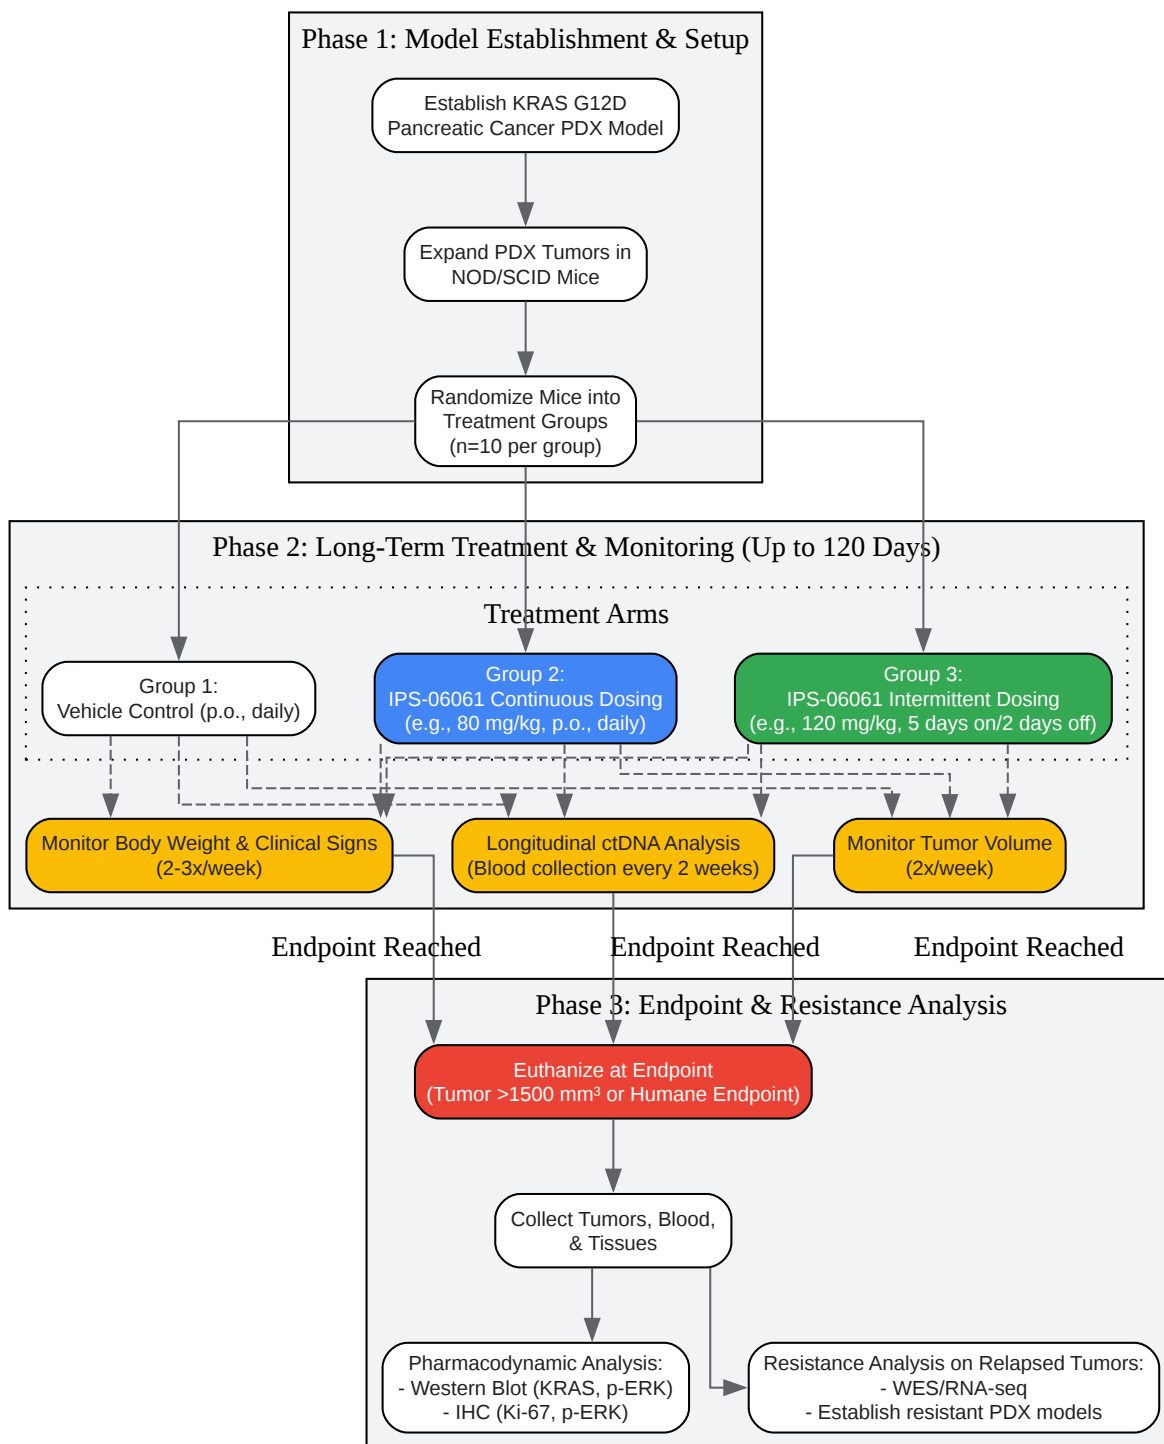 Phase 1: Model Establishment & Setup
Establish KRAS G12D
Pancreatic Cancer PDX Model
Expand PDX Tumors in
NOD/SCID Mice
Randomize Mice into
Treatment Groups
(n=10 per group)
Phase 2: Long-Term Treatment & Monitoring (Up to 120 Days)
Treatment Arms
Group 1:
Vehicle Control (p.o., daily)
Group 2:
IPS-06061 Continuous Dosing
(e.g., 80 mg/kg, p.o., daily)
Group 3:
IPS-06061 Intermittent Dosing
(e.g., 120 mg/kg, 5 days on/2 days off)
Monitor Body Weight & Clinical Signs
(2-3x/week)
Longitudinal ctDNA Analysis
(Blood collection every 2 weeks)
Monitor Tumor Volume
(2x/week)
Endpoint Reached
Endpoint Reached
Endpoint Reached
Phase 3: Endpoint & Resistance Analysis
Euthanize at Endpoint
(Tumor >1500 mm³ or Humane Endpoint)
Collect Tumors, Blood,
& Tissues
Pharmacodynamic Analysis:
- Western Blot (KRAS, p-ERK)
- IHC (Ki-67, p-ERK)
Resistance Analysis on Relapsed Tumors:
- WES/RNA-seq
- Establish resistant PDX models